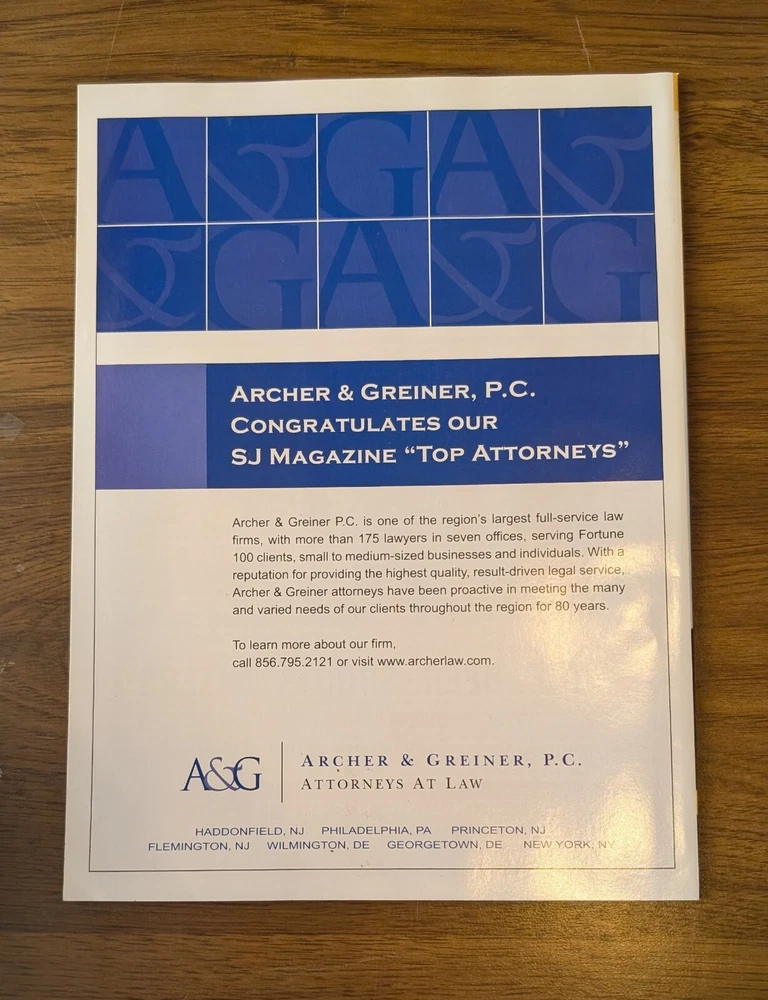 A & G A &
& G A & G
ARCHER & GREINER, P.C.
CONGRATULATES OUR
SJ MAGAZINE “TOP ATTORNEYS”
Archer & Greiner P.C. is one of the region’s largest full-service law
firms, with more than 175 lawyers in seven offices, serving Fortune
100 clients, small to medium-sized businesses and individuals. With a
reputation for providing the highest quality, result-driven legal service,
Archer & Greiner attorneys have been proactive in meeting the many
and varied needs of our clients throughout the region for 80 years.
To learn more about our firm,
call 856.795.2121 or visit www.archerlaw.com.
A&G
ARCHER & GREINER, P.C.
ATTORNEYS AT LAW
HADDONFIELD, NJ PHILADELPHIA, PA PRINCETON, NJ
FLEMINGTON, NJ WILMINGTON, DE GEORGETOWN, DE NEW YORK, NY